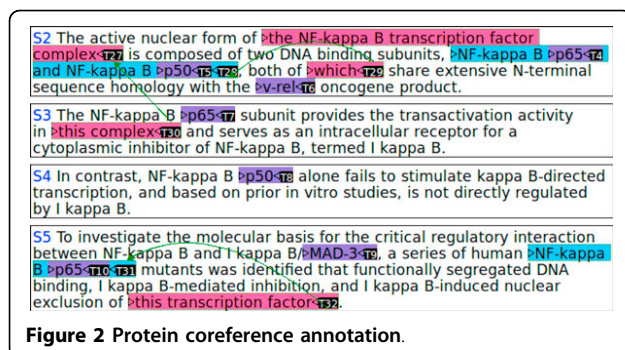 S2 The active nuclear form of ▹the NF-kappa B transcription factor
complex◃T27 is composed of two DNA binding subunits, ▹NF-kappa B ▹p65◃T4
and NF-kappa B ▹p50◃T5◃T28, both of ▹which◃T29 share extensive N-terminal
sequence homology with the ▹v-rel◃T6 oncogene product.
S3 The NF-kappa B ▹p65◃T7 subunit provides the transactivation activity
in ▹this complex◃T30 and serves as an intracellular receptor for a
cytoplasmic inhibitor of NF-kappa B, termed I kappa B.
S4 In contrast, NF-kappa B ▹p50◃T8 alone fails to stimulate kappa B-directed
transcription, and based on prior in vitro studies, is not directly regulated
by I kappa B.
S5 To investigate the molecular basis for the critical regulatory interaction
between NF-kappa B and I kappa B/▹MAD-3◃T9, a series of human ▹NF-kappa
B ▹p65◃T10◃T31 mutants was identified that functionally segregated DNA
binding, I kappa B-mediated inhibition, and I kappa B-induced nuclear
exclusion of ▹this transcription factor◃T32.
Figure 2 Protein coreference annotation.